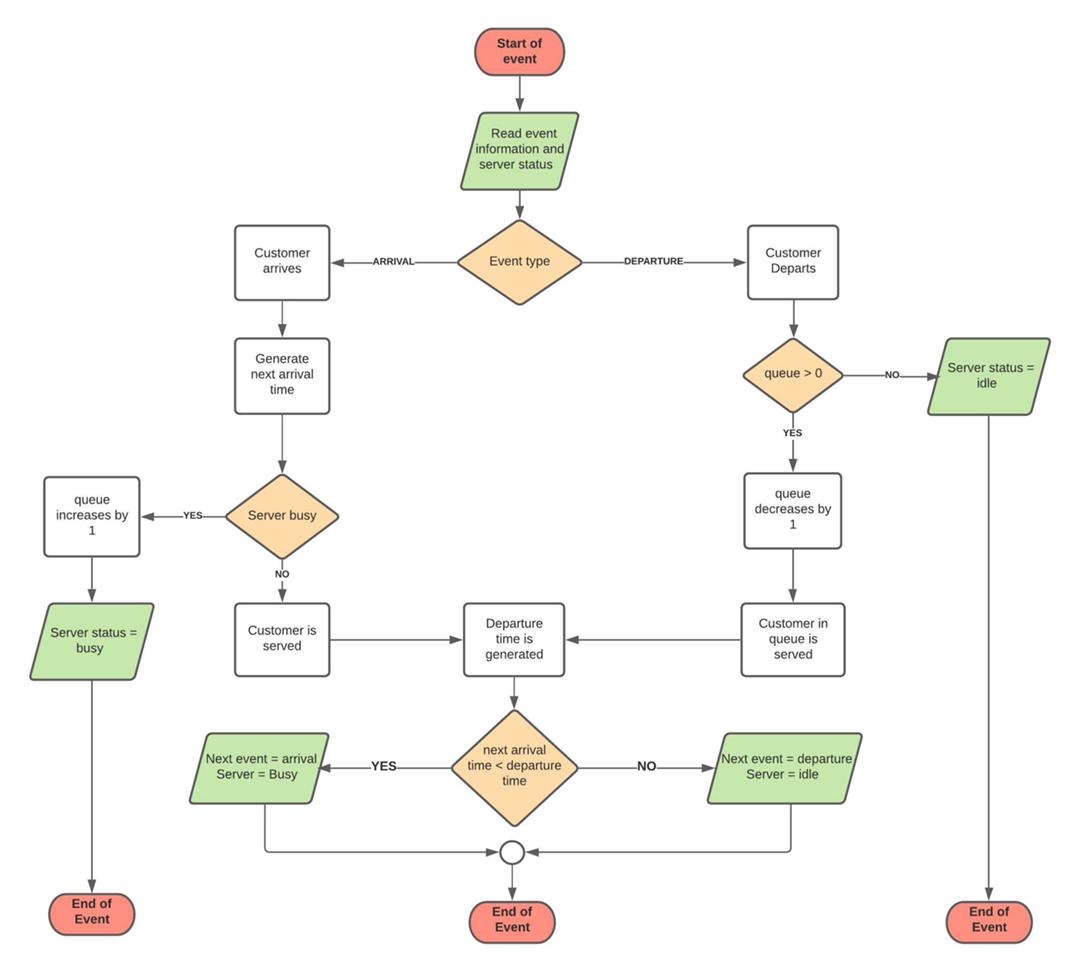 Start of
event
Read event
information and
server status
Event type
ARRIVAL
DEPARTURE
Customer
arrives
Customer
Departs
Generate
next arrival
time
queue > 0
NO
Server status =
idle
YES
queue
increases by
1
YES
Server busy
queue
decreases by
1
NO
Server status =
busy
Customer is
served
Departure
time is
generated
Customer in
queue is
served
Next event = arrival
Server = Busy
YES
next arrival
time < departure
time
NO
Next event = departure
Server = idle
End of
Event
End of
Event
End of
Event